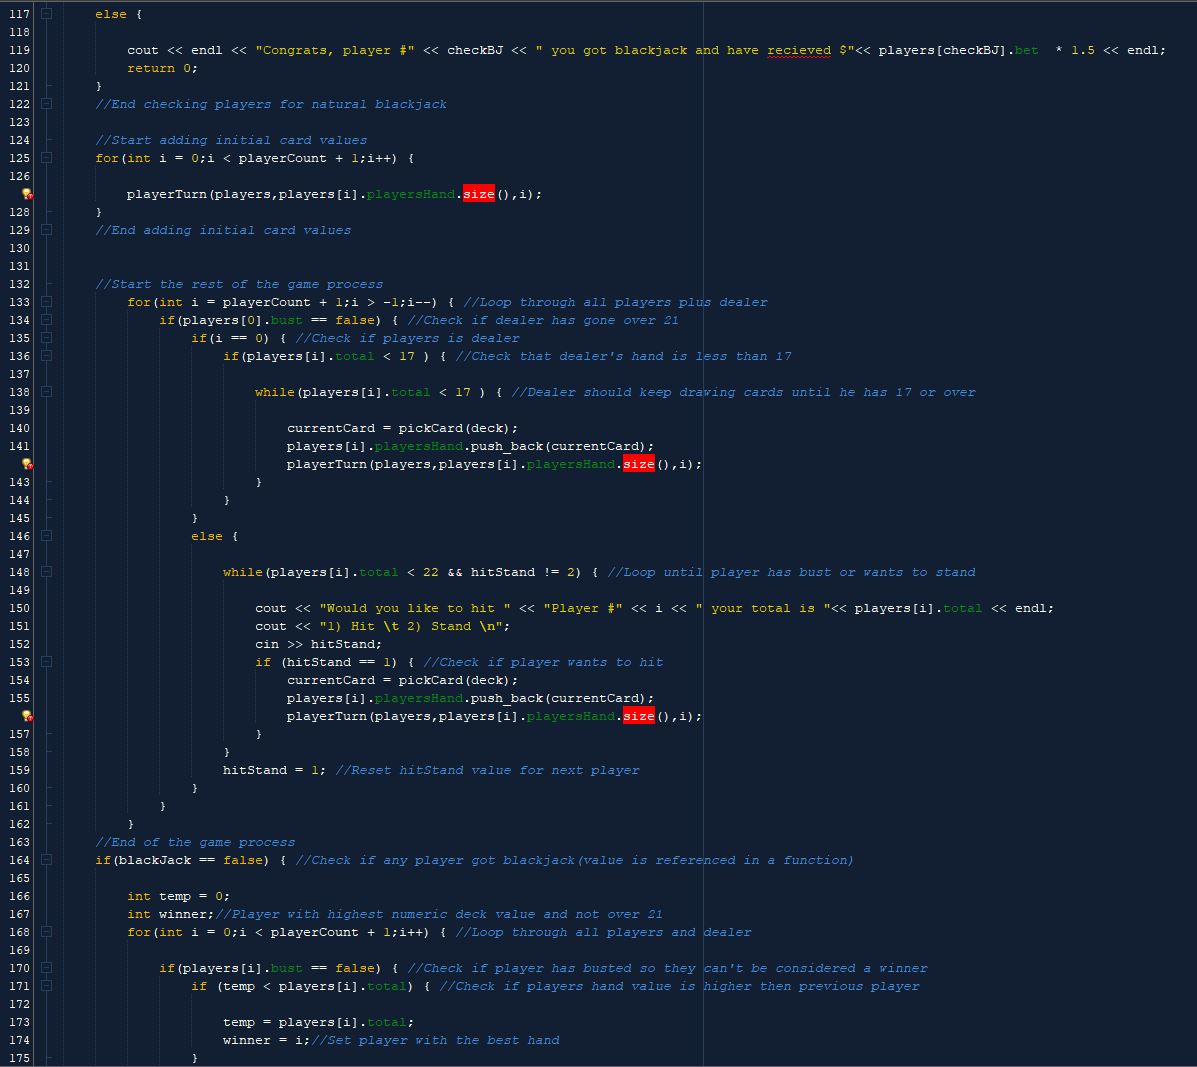 117 else {
118
119 cout << endl << "Congrats, player #" << checkBJ << " you got blackjack and have recieved $"<< players[checkBJ].bet  * 1.5 << endl;
120 return 0;
121 }
122 //End checking players for natural blackjack
123
124 //Start adding initial card values
125 for(int i = 0;i < playerCount + 1;i++) {
126
playerTurn(players,players[i].playersHand.size(),i);
128 }
129 //End adding initial card values
130
131
132 //Start the rest of the game process
133 for(int i = playerCount + 1;i > -1;i--) { //Loop through all players plus dealer
134 if(players[0].bust == false) { //Check if dealer has gone over 21
135 if(i == 0) { //Check if players is dealer
136 if(players[i].total < 17 ) { //Check that dealer's hand is less than 17
137
138 while(players[i].total < 17 ) { //Dealer should keep drawing cards until he has 17 or over
139
140 currentCard = pickCard(deck);
141 players[i].playersHand.push_back(currentCard);
playerTurn(players,players[i].playersHand.size(),i);
143 }
144 }
145 }
146 else {
147
148 while(players[i].total < 22 && hitStand != 2) { //Loop until player has bust or wants to stand
149
150 cout << "Would you like to hit " << "Player #" << i << " your total is "<< players[i].total << endl;
151 cout << "1) Hit \t 2) Stand \n";
152 cin >> hitStand;
153 if (hitStand == 1) { //Check if player wants to hit
154 currentCard = pickCard(deck);
155 players[i].playersHand.push_back(currentCard);
playerTurn(players,players[i].playersHand.size(),i);
157 }
158 }
159 hitStand = 1; //Reset hitStand value for next player
160 }
161 }
162 }
163 //End of the game process
164 if(blackJack == false) { //Check if any player got blackjack(value is referenced in a function)
165
166 int temp = 0;
167 int winner;//Player with highest numeric deck value and not over 21
168 for(int i = 0;i < playerCount + 1;i++) { //Loop through all players and dealer
169
170 if(players[i].bust == false) { //Check if player has busted so they can't be considered a winner
171 if (temp < players[i].total) { //Check if players hand value is higher then previous player
172
173 temp = players[i].total;
174 winner = i;//Set player with the best hand
175 }